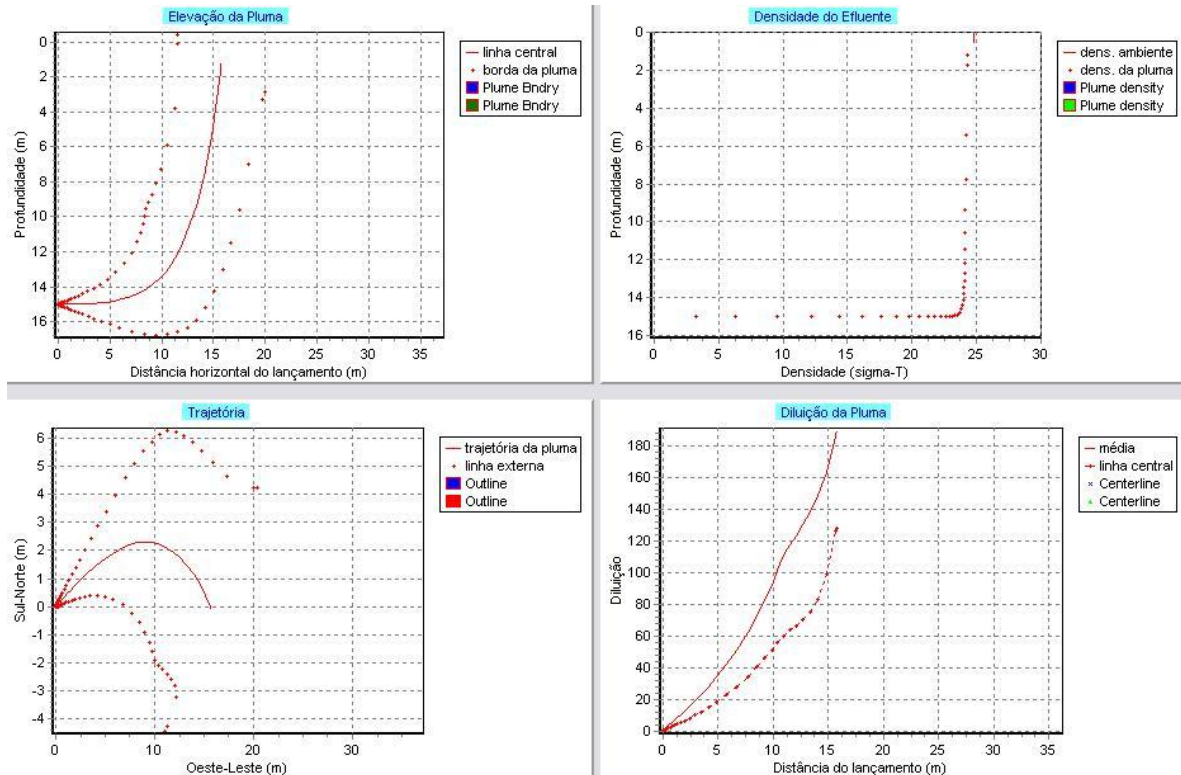 Elevação da Pluma
0
2
4
6
8
10
12
14
16
Profundidade (m)
0 5 10 15 20 25 30 35
Distância horizontal do lançamento (m)
linha central
borda da pluma
Plume Bndry
Plume Bndry
Densidade do Efluente
0
2
4
6
8
10
12
14
16
Profundidade (m)
0 5 10 15 20 25 30
Densidade (sigma-T)
dens. ambiente
dens. da pluma
Plume density
Plume density
Trajetória
6
5
4
3
2
1
0
-1
-2
-3
-4
Sul-Norte (m)
0 10 20 30
Oeste-Leste (m)
trajetória da pluma
linha externa
Outline
Outline
Diluição da Pluma
180
160
140
120
100
80
60
40
20
0
Diluição
0 5 10 15 20 25 30 35
Distância do lançamento (m)
média
linha central
Centerline
Centerline